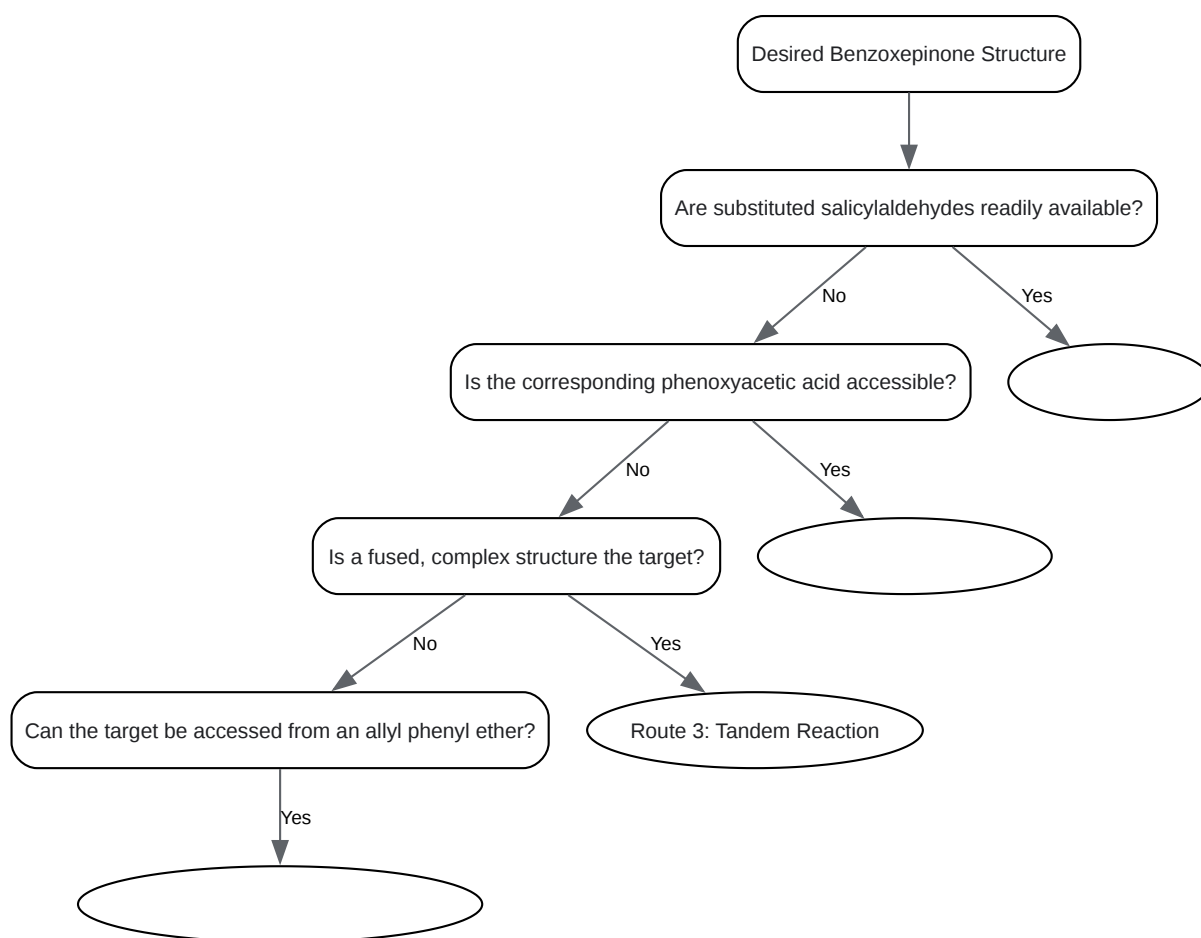 Desired Benzoxepinone Structure
Are substituted salicylaldehydes readily available?
No
Yes
Is the corresponding phenoxyacetic acid accessible?
No
Yes
Is a fused, complex structure the target?
No
Yes
Can the target be accessed from an allyl phenyl ether?
Route 3: Tandem Reaction
Yes